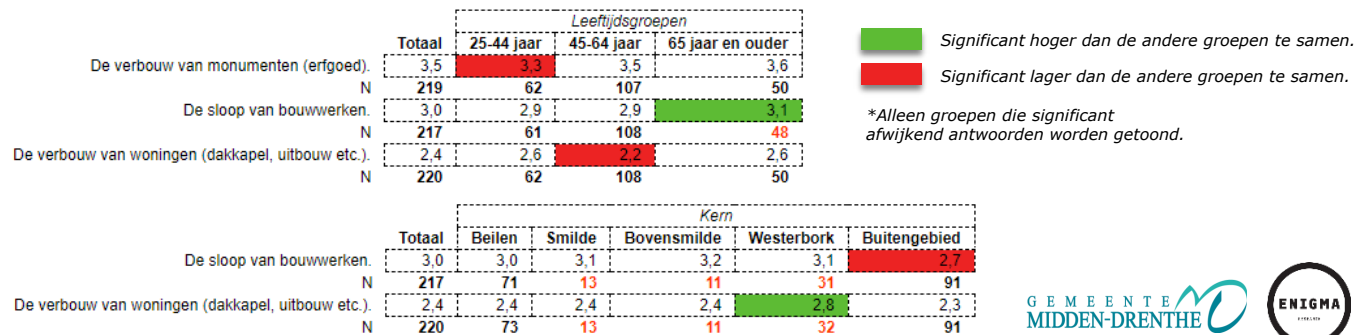 Leeftijdsgroepen
Totaal 25-44 jaar 45-64 jaar 65 jaar en ouder
De verbouw van monumenten (erfgoed). 3,5 3,3 3,5 3,6
N 219 62 107 50
De sloop van bouwwerken. 3,0 2,9 2,9 3,1
N 217 61 108 48
De verbouw van woningen (dakkapel, uitbouw etc.). 2,4 2,6 2,2 2,6
N 220 62 108 50
Significant hoger dan de andere groepen te samen.
Significant lager dan de andere groepen te samen.
*Alleen groepen die significant
afwijkend antwoorden worden getoond.
Kern
Totaal Beilen Smilde Bovensmilde Westerbork Buitengebied
De sloop van bouwwerken. 3,0 3,0 3,1 3,2 3,1 2,7
N 217 71 13 11 31 91
De verbouw van woningen (dakkapel, uitbouw etc.). 2,4 2,4 2,4 2,4 2,8 2,3
N 220 73 13 11 32 91
GEMEENTE
MIDDEN-DRENTHE
ENIGMA